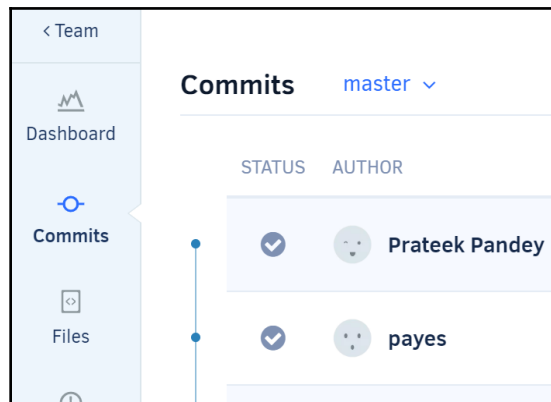 < Team
Dashboard
Commits
Files
Commits master
STATUS AUTHOR
Prateek Pandey
payes